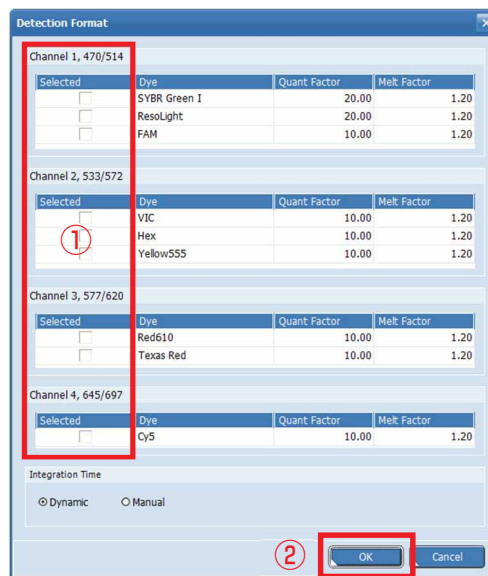 Detection Format
Channel 1, 470/514
Selected Dye Quant Factor Melt Factor
SYBR Green I 20.00 1.20
ResoLight 20.00 1.20
FAM 10.00 1.20
Channel 2, 533/572
Selected Dye Quant Factor Melt Factor
VIC 10.00 1.20
Hex 10.00 1.20
Yellow555 10.00 1.20
①
Channel 3, 577/620
Selected Dye Quant Factor Melt Factor
Red610 10.00 1.20
Texas Red 10.00 1.20
Channel 4, 645/697
Selected Dye Quant Factor Melt Factor
Cy5 10.00 1.20
Integration Time
Dynamic Manual
② OK Cancel